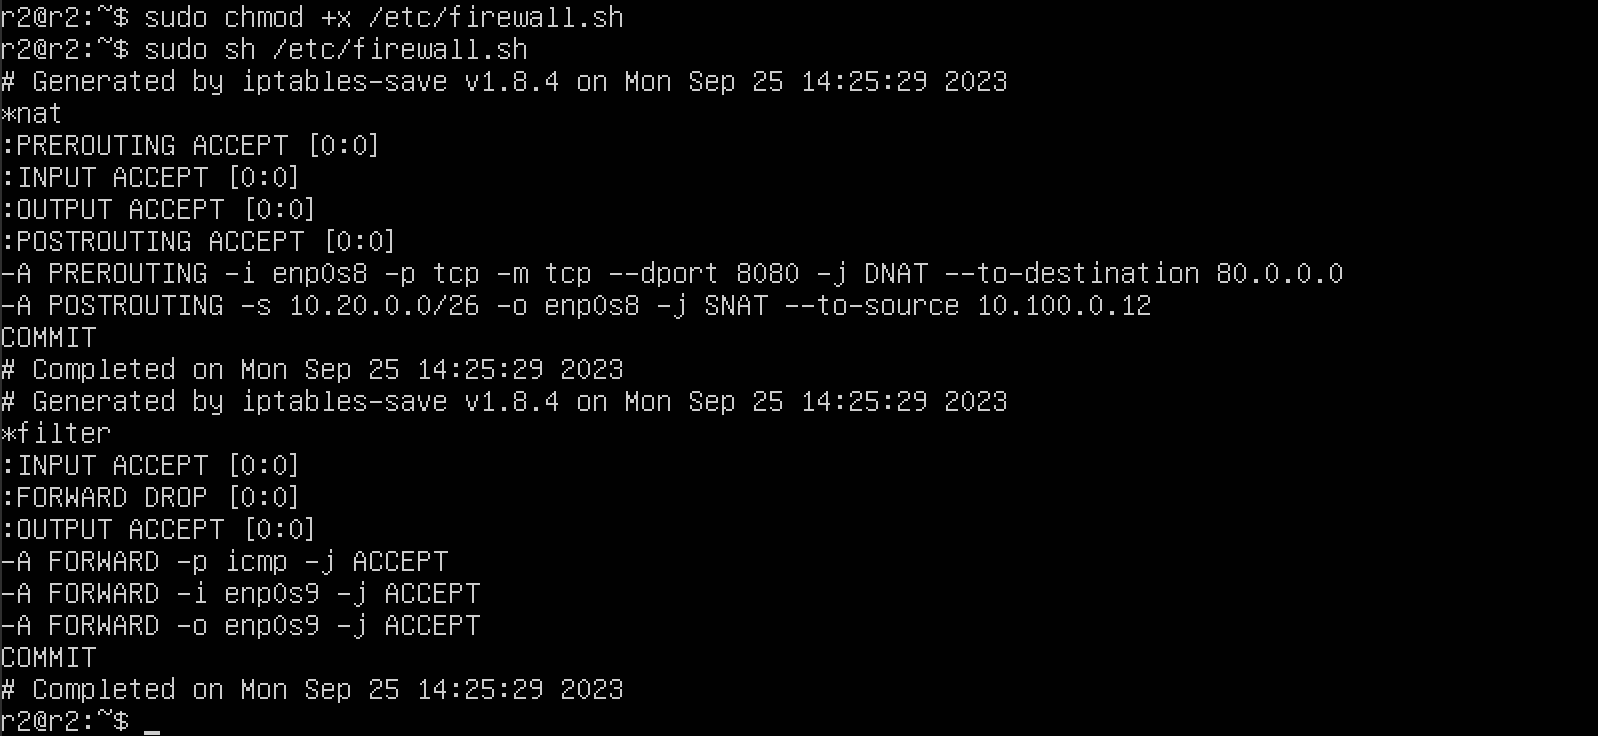 r2@r2:~$ sudo chmod +x /etc/firewall.sh
r2@r2:~$ sudo sh /etc/firewall.sh
# Generated by iptables-save v1.8.4 on Mon Sep 25 14:25:29 2023
*nat
:PREROUTING ACCEPT [0:0]
:INPUT ACCEPT [0:0]
:OUTPUT ACCEPT [0:0]
:POSTROUTING ACCEPT [0:0]
-A PREROUTING -i enp0s8 -p tcp -m tcp --dport 8080 -j DNAT --to-destination 80.0.0.0
-A POSTROUTING -s 10.20.0.0/26 -o enp0s8 -j SNAT --to-source 10.100.0.12
COMMIT
# Completed on Mon Sep 25 14:25:29 2023
# Generated by iptables-save v1.8.4 on Mon Sep 25 14:25:29 2023
*filter
:INPUT ACCEPT [0:0]
:FORWARD DROP [0:0]
:OUTPUT ACCEPT [0:0]
-A FORWARD -p icmp -j ACCEPT
-A FORWARD -i enp0s9 -j ACCEPT
-A FORWARD -o enp0s9 -j ACCEPT
COMMIT
# Completed on Mon Sep 25 14:25:29 2023
r2@r2:~$ _